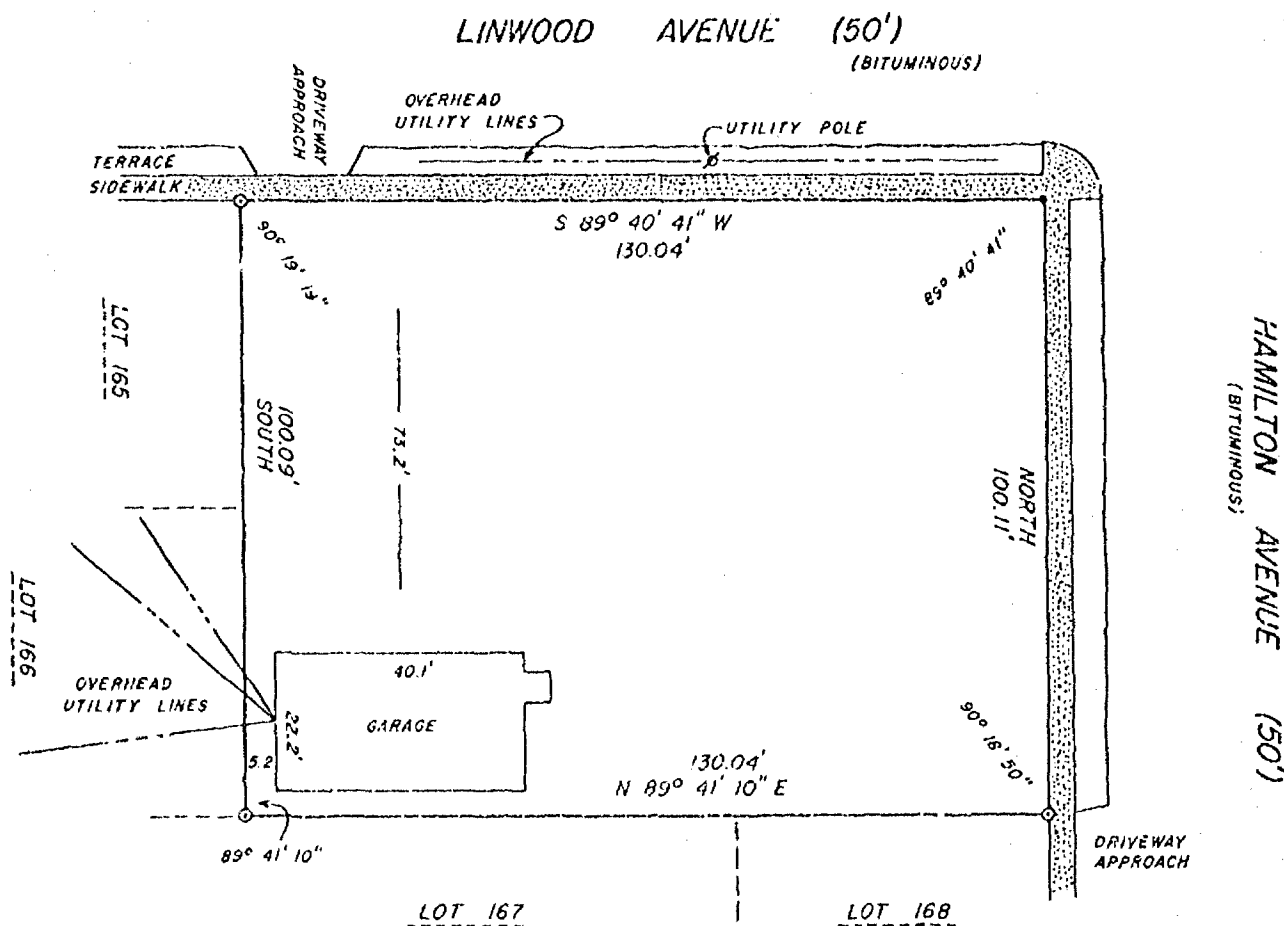 LINWOOD AVENUE (50')
(BITUMINOUS)
DRIVEWAY
APPROACH
OVERHEAD
UTILITY LINES
UTILITY POLE
TERRACE
SIDEWALK
S 89° 40' 41" W
130.04'
90° 19' 19"
89° 40' 41"
LOT 165
100.09'
SOUTH
73.2'
NORTH
100.11'
HAMILTON AVENUE (50')
(BITUMINOUS)
LOT 166
OVERHEAD
UTILITY LINES
40.1'
22.2'
GARAGE
5.2
90° 18' 50"
130.04'
N 89° 41' 10" E
89° 41' 10"
DRIVEWAY
APPROACH
LOT 167
LOT 168